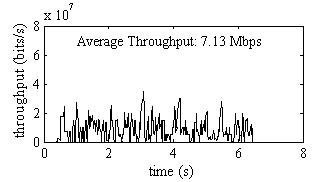 x 10^7
8
Average Throughput: 7.13 Mbps
6
4
2
0
throughput (bits/s)
0 2 4 6 8
time (s)